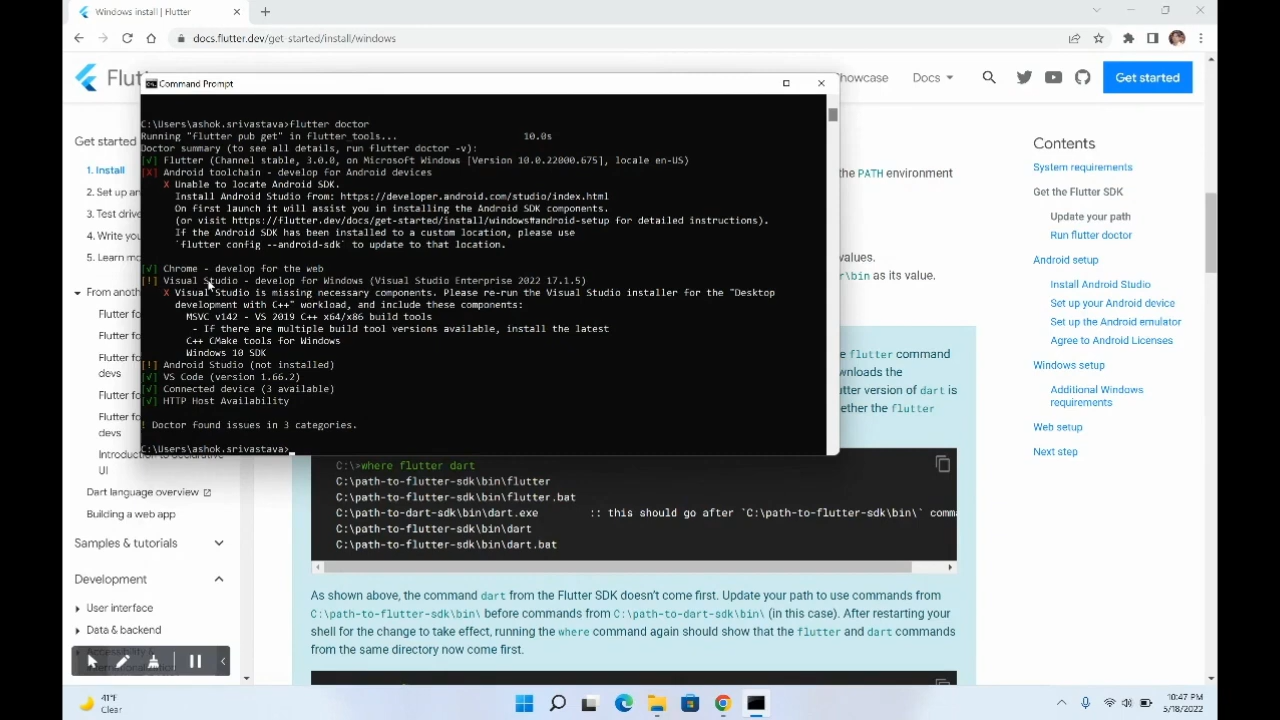 Windows install | Flutter
docs.flutter.dev/get-started/install/windows
Flut
howcase
Docs
Get started
Command Prompt
C:\Users\ashok.srivastava>flutter doctor
Running "flutter pub get" in flutter_tools... 10.0s
Doctor summary (to see all details, run flutter doctor -v):
[√] Flutter (Channel stable, 3.0.0, on Microsoft Windows [Version 10.0.22000.675], locale en-US)
[X] Android toolchain - develop for Android devices
X Unable to locate Android SDK.
Install Android Studio from: https://developer.android.com/studio/index.html
On first launch it will assist you in installing the Android SDK components.
(or visit https://flutter.dev/docs/get-started/install/windows#android-setup for detailed instructions).
If the Android SDK has been installed to a custom location, please use
`flutter config --android-sdk` to update to that location.
[√] Chrome - develop for the web
[!] Visual Studio - develop for Windows (Visual Studio Enterprise 2022 17.1.5)
X Visual Studio is missing necessary components. Please re-run the Visual Studio installer for the "Desktop
development with C++" workload, and include these components:
MSVC v142 - VS 2019 C++ x64/x86 build tools
- If there are multiple build tool versions available, install the latest
C++ CMake tools for Windows
Windows 10 SDK
[!] Android Studio (not installed)
[√] VS Code (version 1.66.2)
[√] Connected device (3 available)
[√] HTTP Host Availability
! Doctor found issues in 3 categories.
C:\Users\ashok.srivastava>
Get started
1. Install
2. Set up an
3. Test drive
4. Write you
5. Learn mo
From anoth
Flutter fo
Flutter fo
Flutter fo
devs
Flutter fo
Flutter fo
devs
Introduction to declarative
UI
Dart language overview
Building a web app
Samples & tutorials
Development
User interface
Data & backend
Accessibility &
internationalization
the PATH environment
values.
r\bin as its value.
he flutter command
wnloads the
utter version of dart is
ether the flutter
C:\>where flutter dart
C:\path-to-flutter-sdk\bin\flutter
C:\path-to-flutter-sdk\bin\flutter.bat
C:\path-to-dart-sdk\bin\dart.exe :: this should go after `C:\path-to-flutter-sdk\bin\` comma
C:\path-to-flutter-sdk\bin\dart
C:\path-to-flutter-sdk\bin\dart.bat
As shown above, the command dart from the Flutter SDK doesn't come first. Update your path to use commands from
C:\path-to-flutter-sdk\bin\ before commands from C:\path-to-dart-sdk\bin\ (in this case). After restarting your
shell for the change to take effect, running the where command again should show that the flutter and dart commands
from the same directory now come first.
Contents
System requirements
Get the Flutter SDK
Update your path
Run flutter doctor
Android setup
Install Android Studio
Set up your Android device
Set up the Android emulator
Agree to Android Licenses
Windows setup
Additional Windows
requirements
Web setup
Next step
41°F
Clear
10:47 PM
5/18/2022